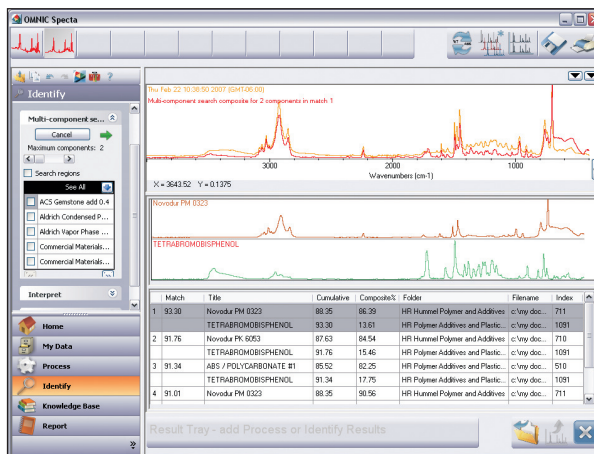 OMNIC Specta
Identify
Multi-component se...
Cancel
Maximum components: 2
Search regions
See All
ACS Gemstone add 0.4
Aldrich Condensed P...
Aldrich Vapor Phase ...
Commercial Materials...
Commercial Materials...
Interpret
Home
My Data
Process
Identify
Knowledge Base
Report
Thu Feb 22 10:38:50 2007 (GMT-06:00)
Multi-component search composite for 2 components in match 1
3000 2000 1000
Wavenumbers (cm-1)
X = 3643.52 Y = 0.1375
Novodur PM 0323
TETRABROMOBISPHENOL
Match Title Cumulative Composite% Folder Filename Index
1 93.30 Novodur PM 0323 88.35 86.39 HR Hummel Polymer and Additives c:\my doc... 711
TETRABROMOBISPHENOL 93.30 13.61 HR Polymer Additives and Plastic... c:\my doc... 1091
2 91.76 Novodur PK 6053 87.63 84.54 HR Hummel Polymer and Additives c:\my doc... 710
TETRABROMOBISPHENOL 91.76 15.46 HR Polymer Additives and Plastic... c:\my doc... 1091
3 91.34 ABS / POLYCARBONATE #1 85.52 82.25 HR Hummel Polymer and Additives c:\my doc... 510
TETRABROMOBISPHENOL 91.34 17.75 HR Polymer Additives and Plastic... c:\my doc... 1091
4 91.01 Novodur PM 0323 88.35 90.56 HR Hummel Polymer and Additives c:\my doc... 711
Result Tray - add Process or Identify Results